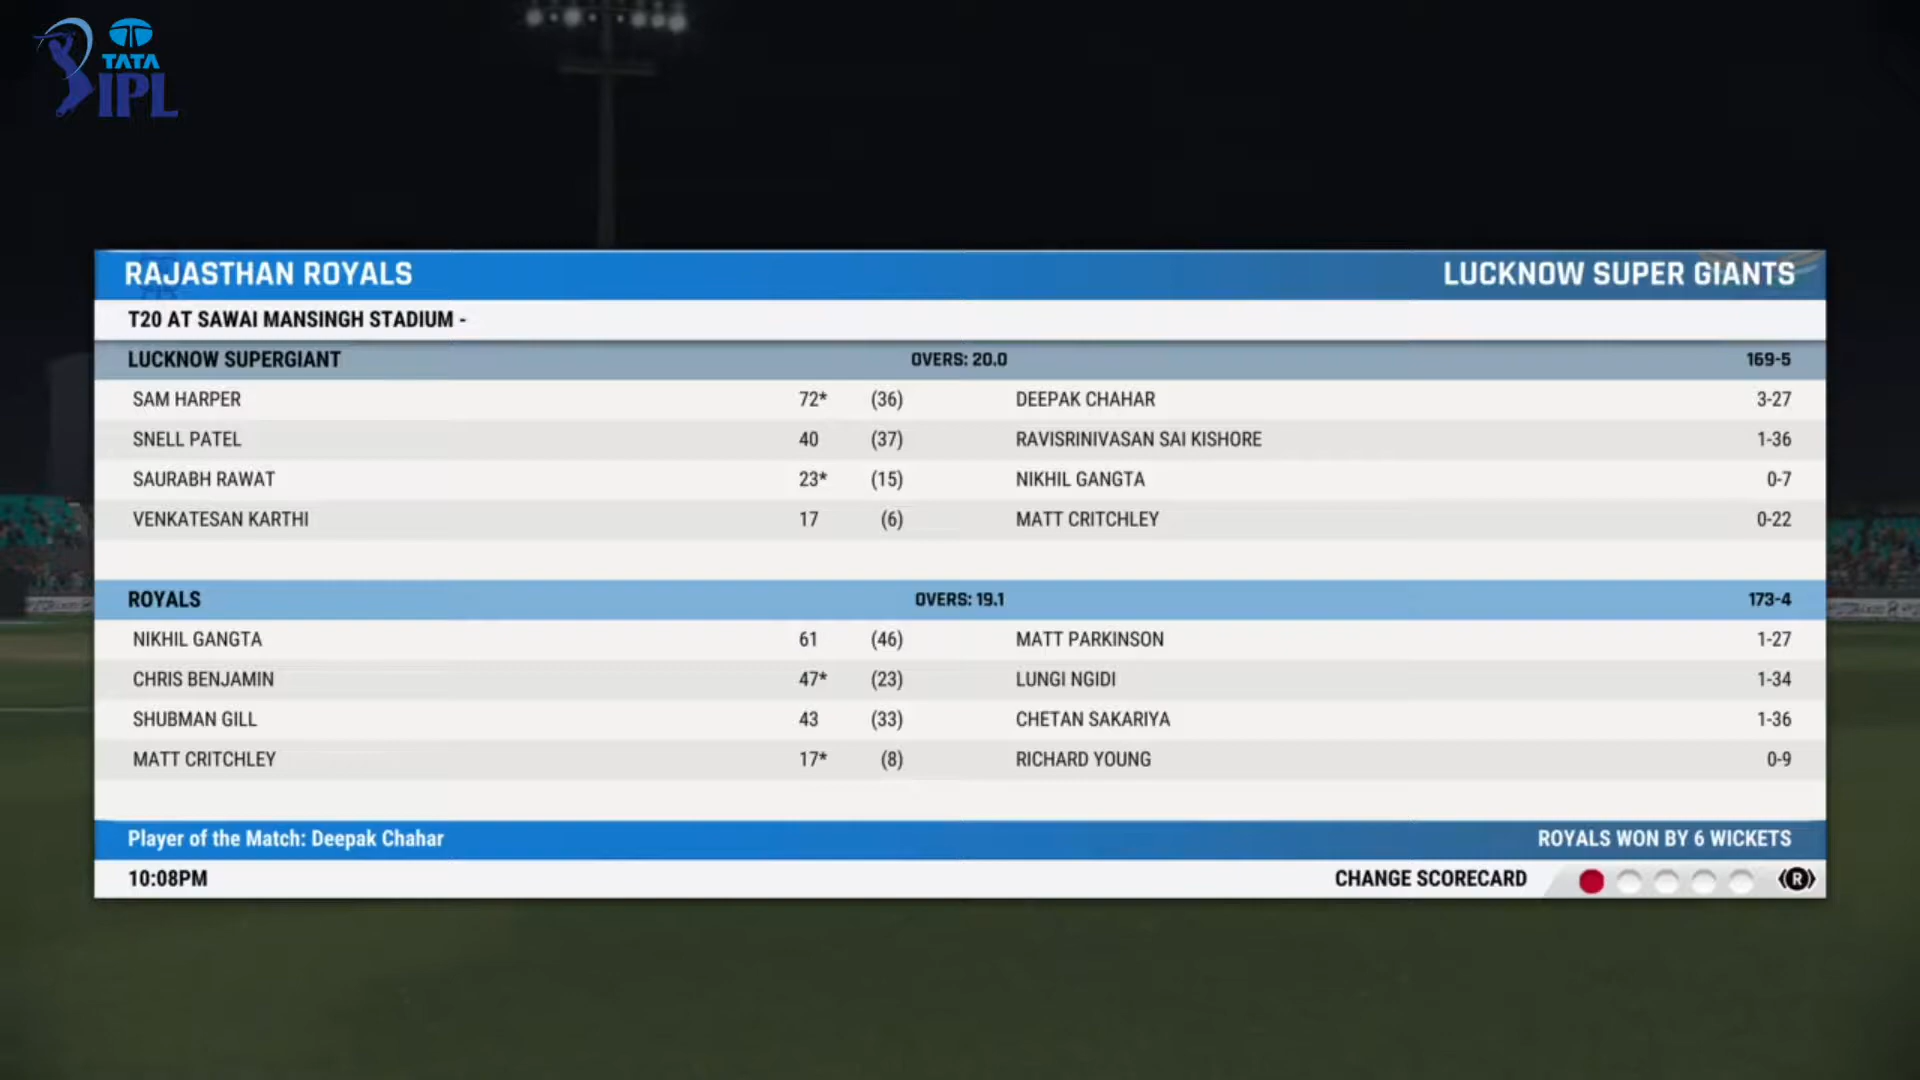 TATA
IPL
RAJASTHAN ROYALS LUCKNOW SUPER GIANTS
T20 AT SAWAI MANSINGH STADIUM -
LUCKNOW SUPERGIANT OVERS: 20.0 169-5
SAM HARPER 72* (36) DEEPAK CHAHAR 3-27
SNELL PATEL 40 (37) RAVISRINIVASAN SAI KISHORE 1-36
SAURABH RAWAT 23* (15) NIKHIL GANGTA 0-7
VENKATESAN KARTHI 17 (6) MATT CRITCHLEY 0-22
ROYALS OVERS: 19.1 173-4
NIKHIL GANGTA 61 (46) MATT PARKINSON 1-27
CHRIS BENJAMIN 47* (23) LUNGI NGIDI 1-34
SHUBMAN GILL 43 (33) CHETAN SAKARIYA 1-36
MATT CRITCHLEY 17* (8) RICHARD YOUNG 0-9
Player of the Match: Deepak Chahar ROYALS WON BY 6 WICKETS
10:08PM CHANGE SCORECARD R